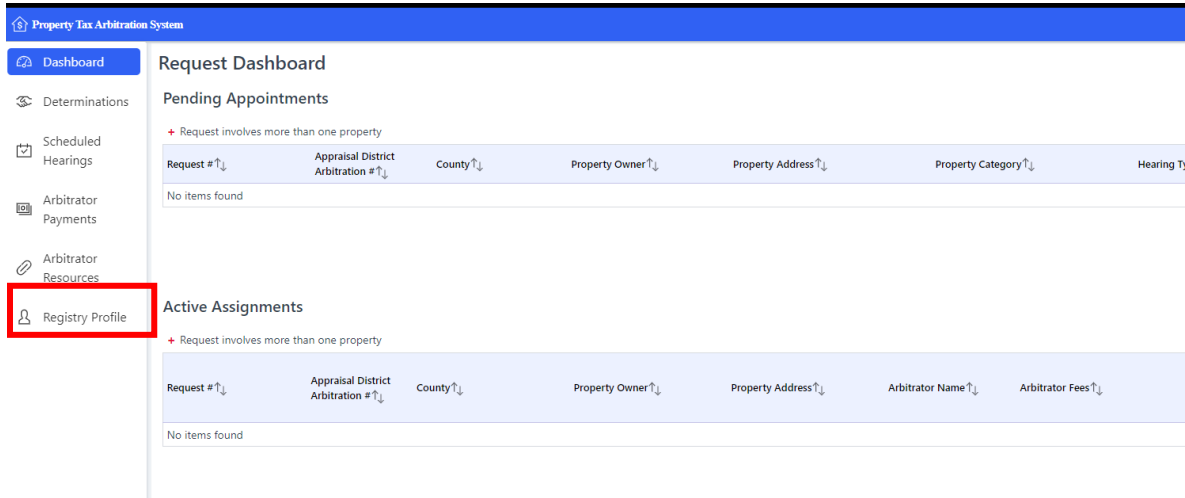 Property Tax Arbitration System
Dashboard
Determinations
Scheduled
Hearings
Arbitrator
Payments
Arbitrator
Resources
Registry Profile
Request Dashboard
Pending Appointments
+ Request involves more than one property
Request #↑↓ Appraisal District Arbitration #↑↓ County↑↓ Property Owner↑↓ Property Address↑↓ Property Category↑↓ Hearing Ty
No items found
Active Assignments
+ Request involves more than one property
Request #↑↓ Appraisal District Arbitration #↑↓ County↑↓ Property Owner↑↓ Property Address↑↓ Arbitrator Name↑↓ Arbitrator Fees↑↓
No items found